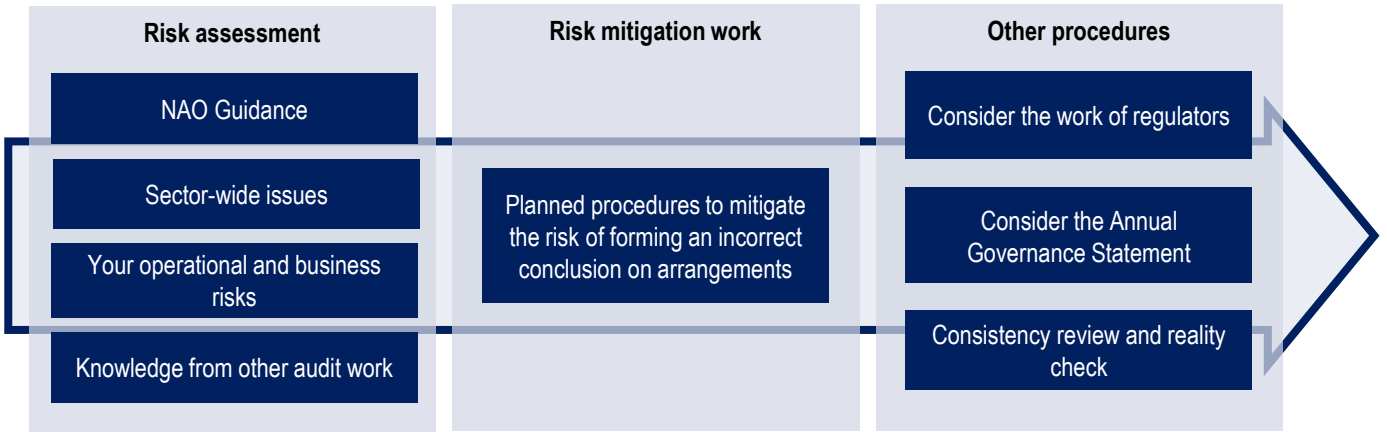 Risk assessment
NAO Guidance
Sector-wide issues
Your operational and business
risks
Knowledge from other audit work
Risk mitigation work
Planned procedures to mitigate
the risk of forming an incorrect
conclusion on arrangements
Other procedures
Consider the work of regulators
Consider the Annual
Governance Statement
Consistency review and reality
check